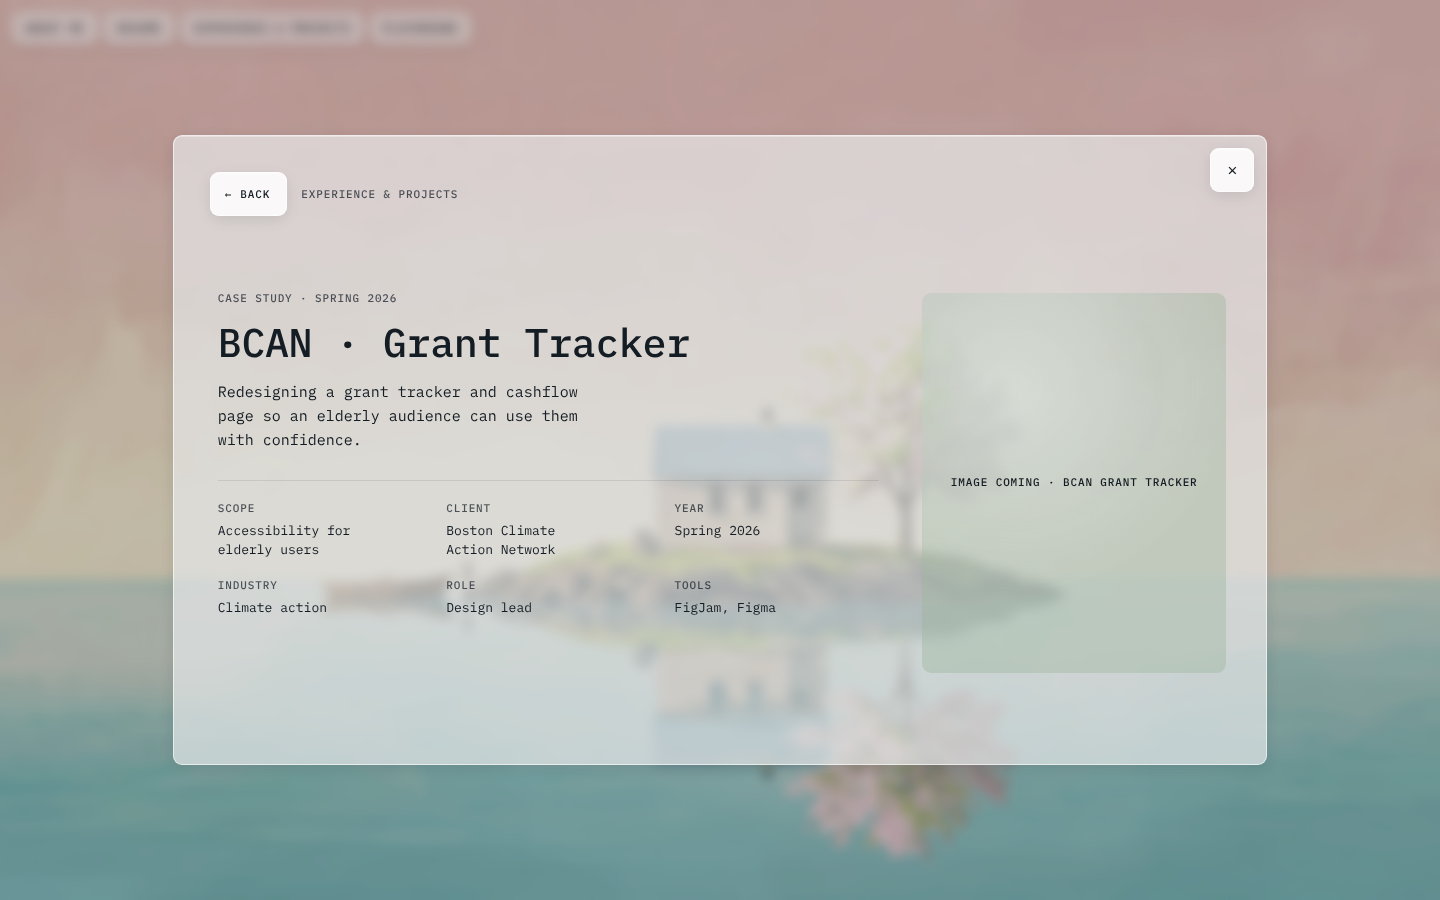 ← BACK
EXPERIENCE & PROJECTS
×
CASE STUDY · SPRING 2026
BCAN · Grant Tracker
Redesigning a grant tracker and cashflow
page so an elderly audience can use them
with confidence.
SCOPE
Accessibility for
elderly users
CLIENT
Boston Climate
Action Network
YEAR
Spring 2026
INDUSTRY
Climate action
ROLE
Design lead
TOOLS
FigJam, Figma
IMAGE COMING · BCAN GRANT TRACKER